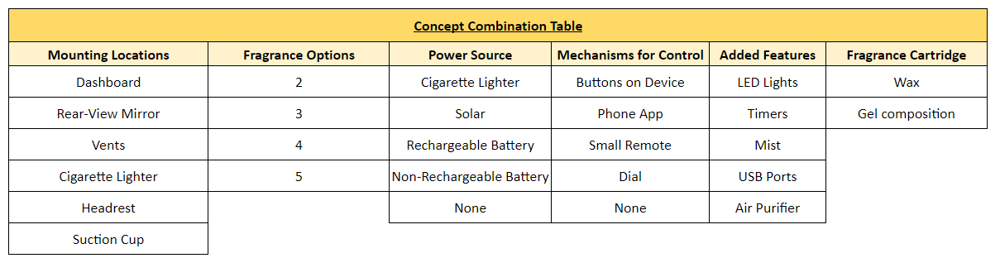 Concept Combination Table
Mounting Locations Fragrance Options Power Source Mechanisms for Control Added Features Fragrance Cartridge
Dashboard 2 Cigarette Lighter Buttons on Device LED Lights Wax
Rear-View Mirror 3 Solar Phone App Timers Gel composition
Vents 4 Rechargeable Battery Small Remote Mist
Cigarette Lighter 5 Non-Rechargeable Battery Dial USB Ports
Headrest None None Air Purifier
Suction Cup